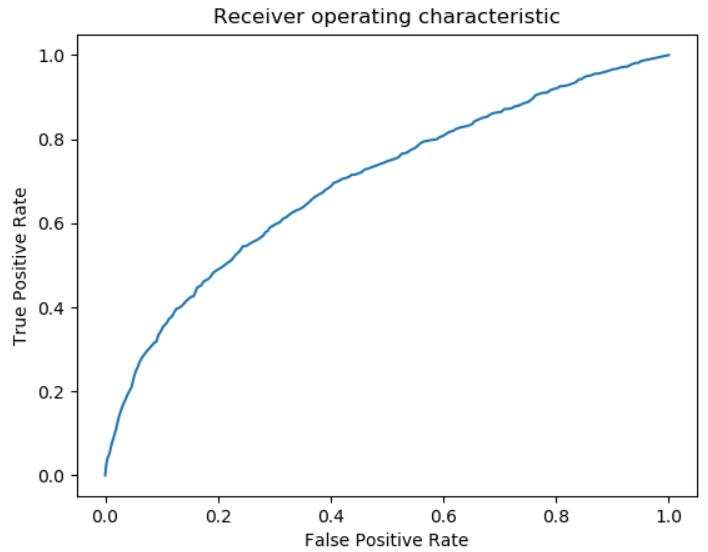 Receiver operating characteristic
1.0
0.8
0.6
0.4
0.2
0.0
True Positive Rate
0.0 0.2 0.4 0.6 0.8 1.0
False Positive Rate